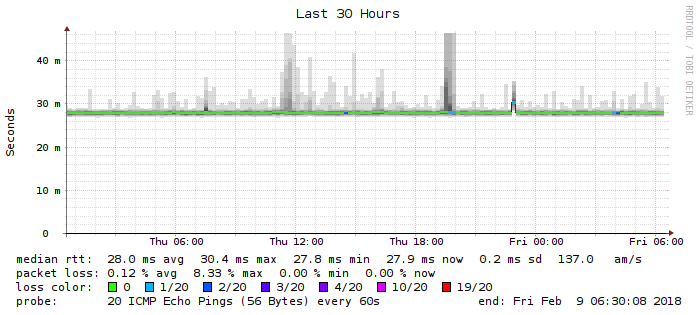 Last 30 Hours
RRDTOOL / TOBI OETIKER
Seconds
40 m
30 m
20 m
10 m
0
Thu 06:00 Thu 12:00 Thu 18:00 Fri 00:00 Fri 06:00
median rtt: 28.0 ms avg 30.4 ms max 27.8 ms min 27.9 ms now 0.2 ms sd 137.0 am/s
packet loss: 0.12 % avg 8.33 % max 0.00 % min 0.00 % now
loss color: 0 1/20 2/20 3/20 4/20 10/20 19/20
probe: 20 ICMP Echo Pings (56 Bytes) every 60s end: Fri Feb 9 06:30:08 2018